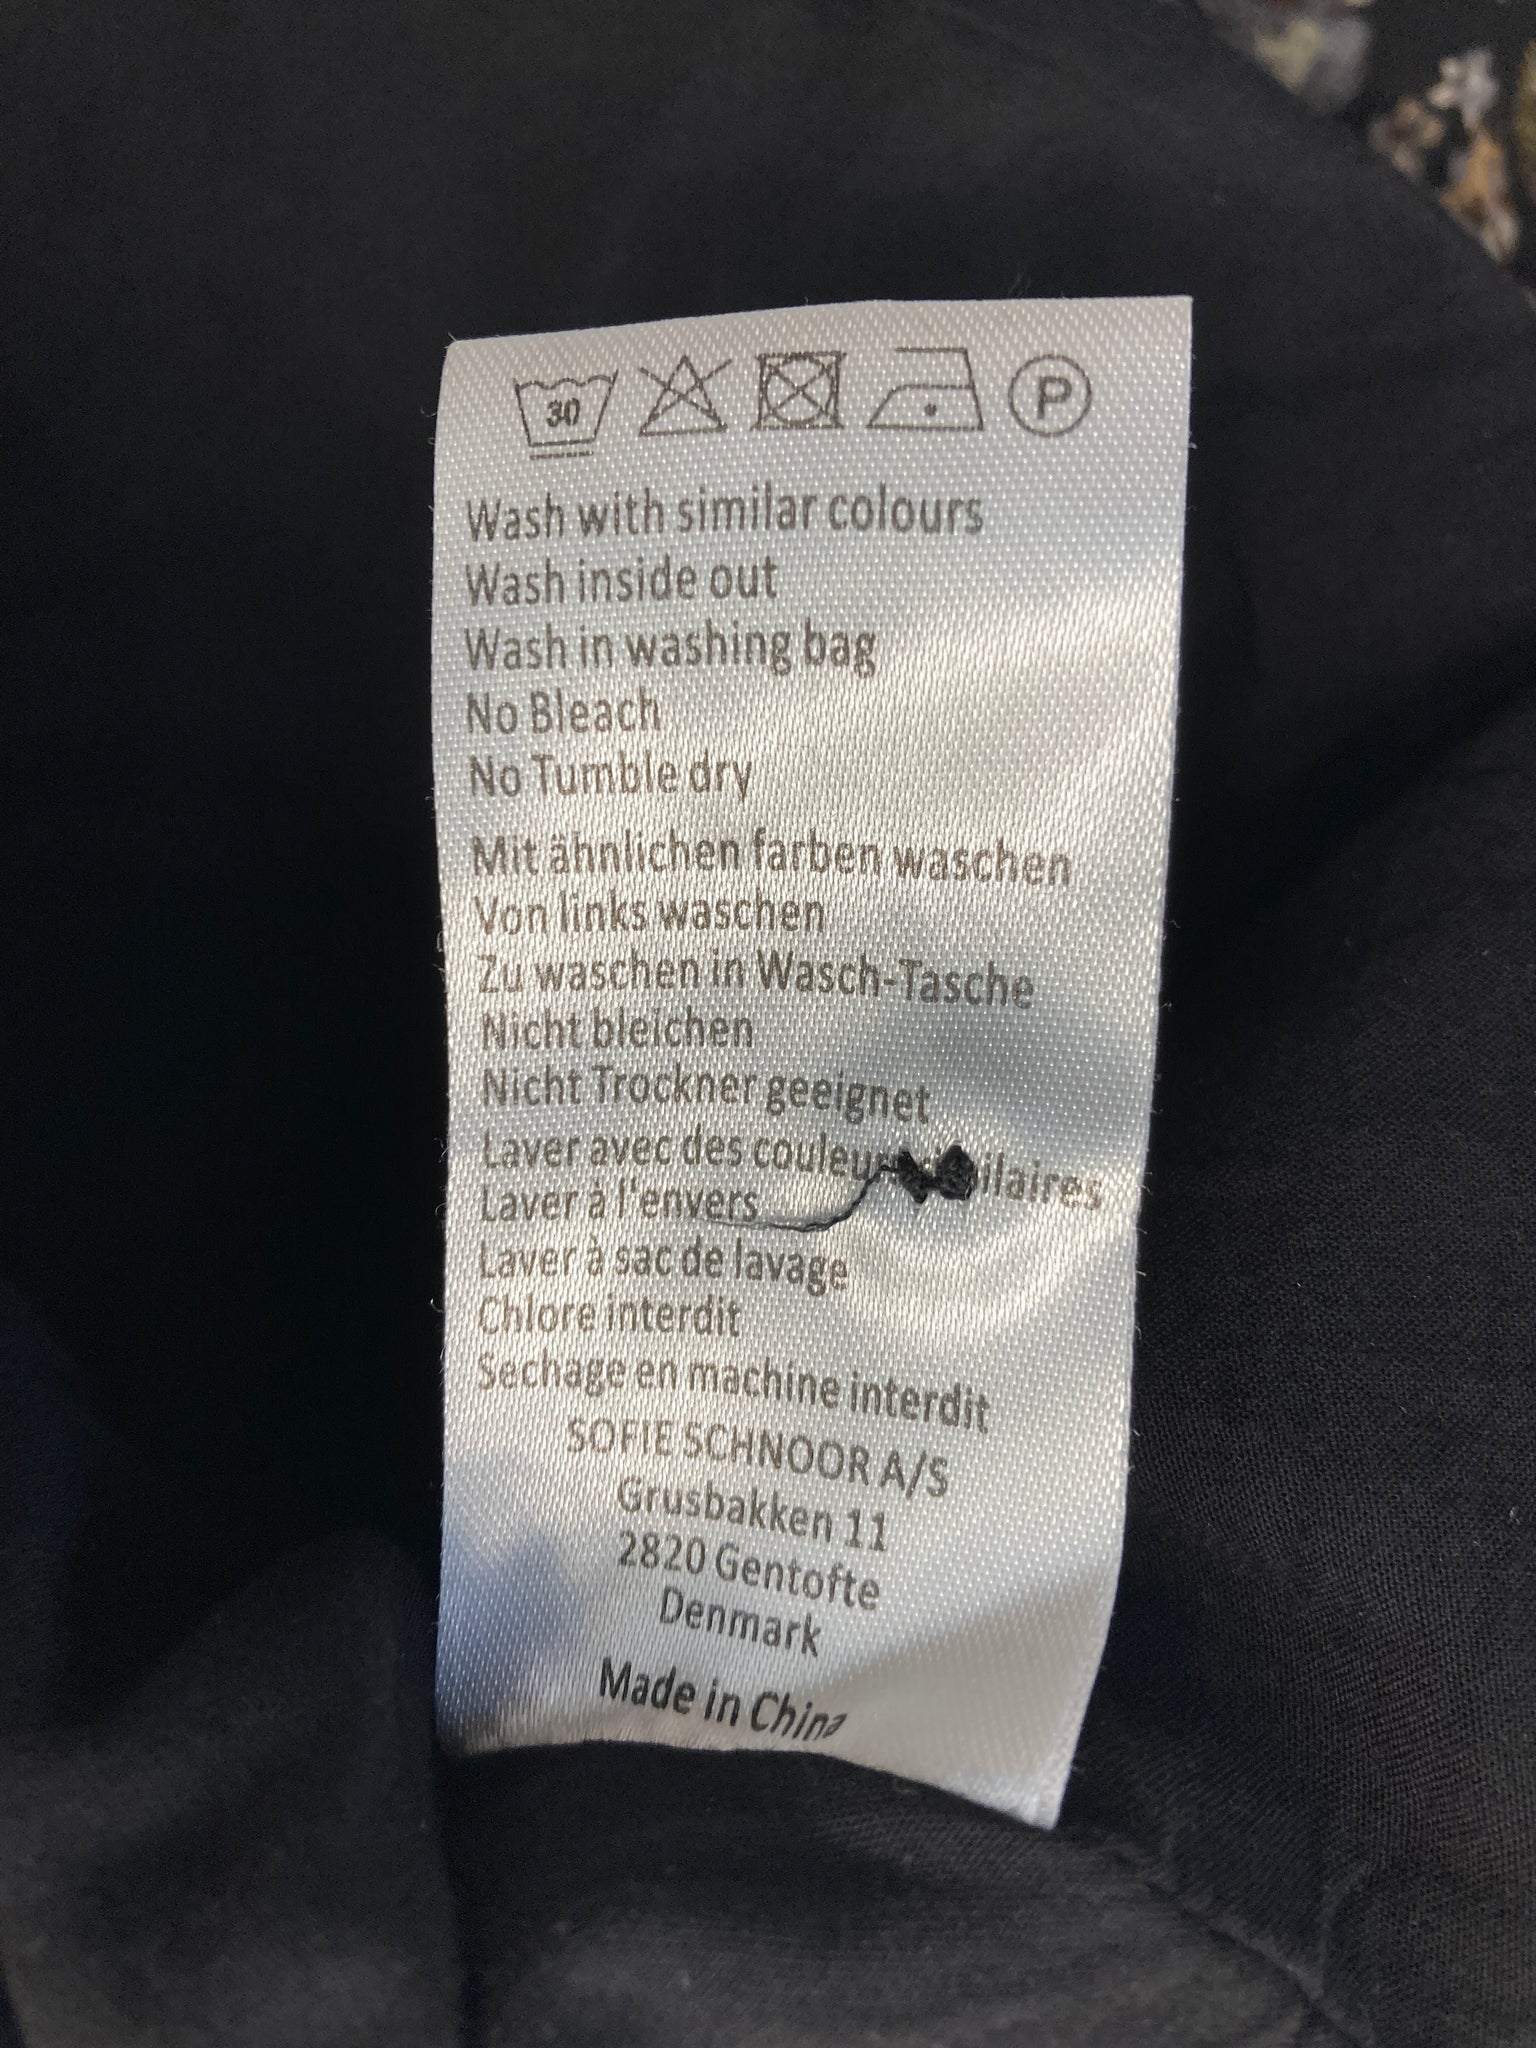 30 P
Wash with similar colours
Wash inside out
Wash in washing bag
No Bleach
No Tumble dry
Mit ähnlichen farben waschen
Von links waschen
Zu waschen in Wasch-Tasche
Nicht bleichen
Nicht Trockner geeignet
Laver avec des couleurs
Laver à l'envers
Laver à sac de lavage
Chlore interdit
Sechage en machine interdit
SOFIE SCHNOOR A/S
Grusbakken 11
2820 Gentofte
Denmark
Made in China